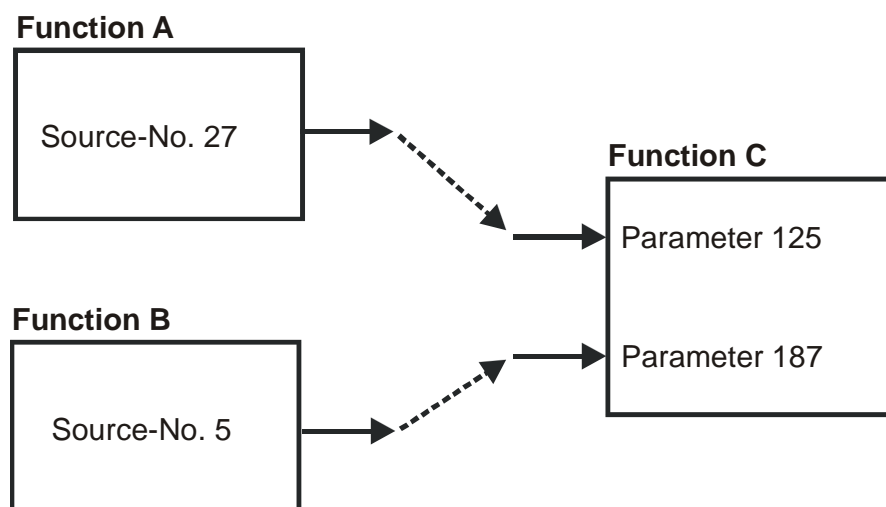 Function A
Source-No. 27
Function C
Parameter 125
Function B
Parameter 187
Source-No. 5